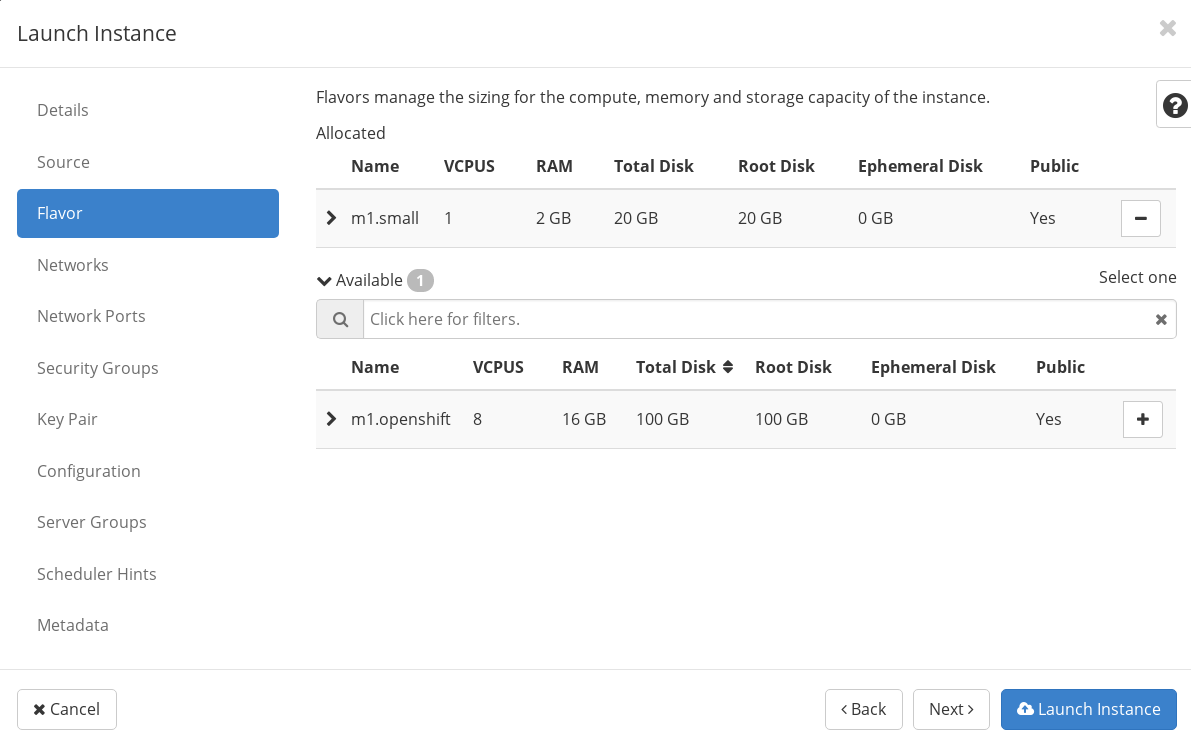 Launch Instance
Details
Source
Flavor
Networks
Network Ports
Security Groups
Key Pair
Configuration
Server Groups
Scheduler Hints
Metadata
Flavors manage the sizing for the compute, memory and storage capacity of the instance.
Allocated
Name VCPUS RAM Total Disk Root Disk Ephemeral Disk Public
m1.small 1 2 GB 20 GB 20 GB 0 GB Yes
Available 1 Select one
Click here for filters.
Name VCPUS RAM Total Disk Root Disk Ephemeral Disk Public
m1.openshift 8 16 GB 100 GB 100 GB 0 GB Yes
Cancel < Back Next > Launch Instance